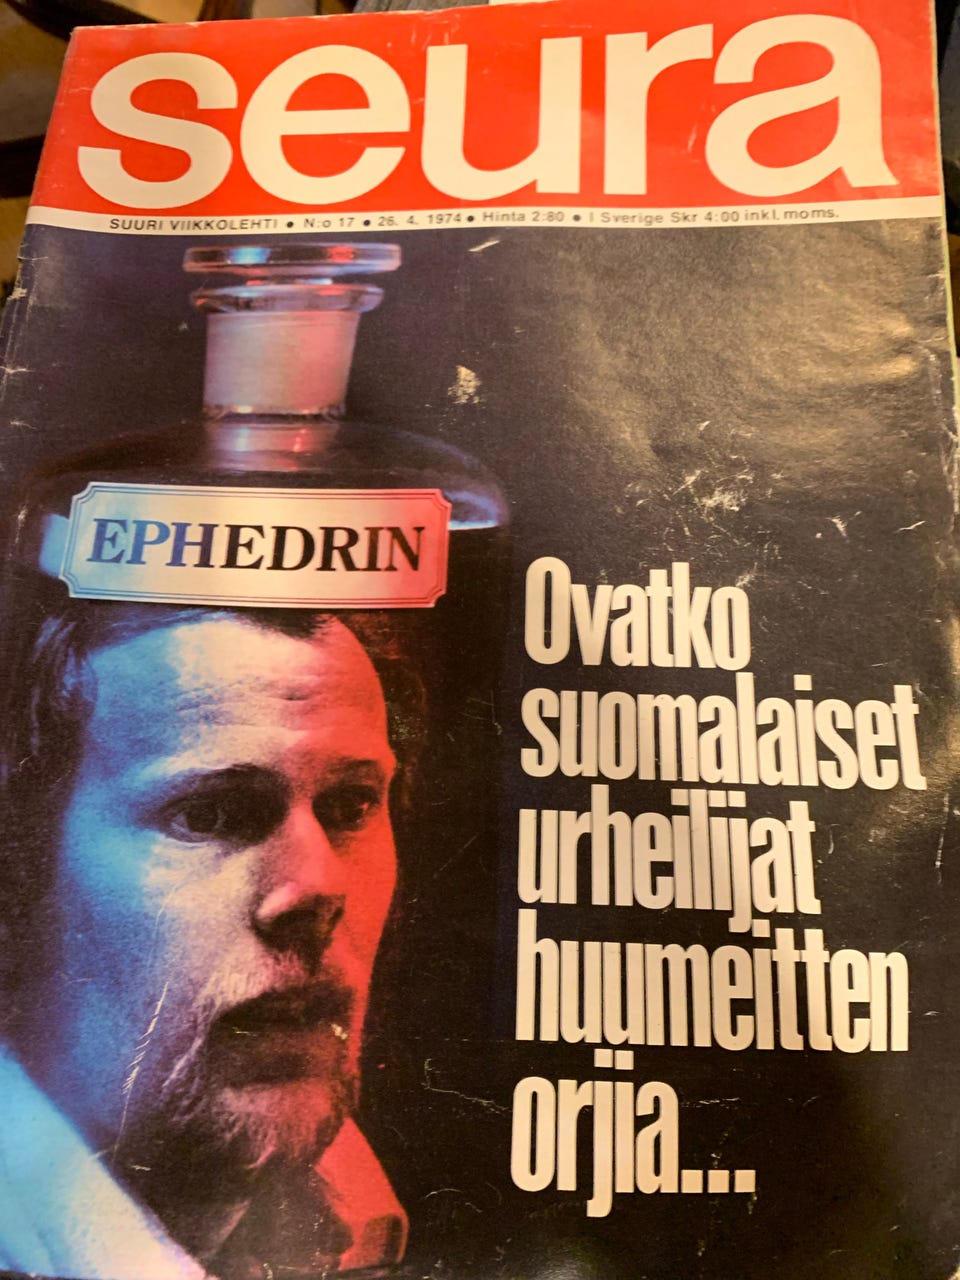 seura
SUURI VIIKKOLEHTI • N:o 17 • 26. 4. 1974 • Hinta 2:80 • I Sverige Skr 4:00 inkl. moms.
EPHEDRIN
Ovatko
suomalaiset
urheilijat
huumeitten
orjia...